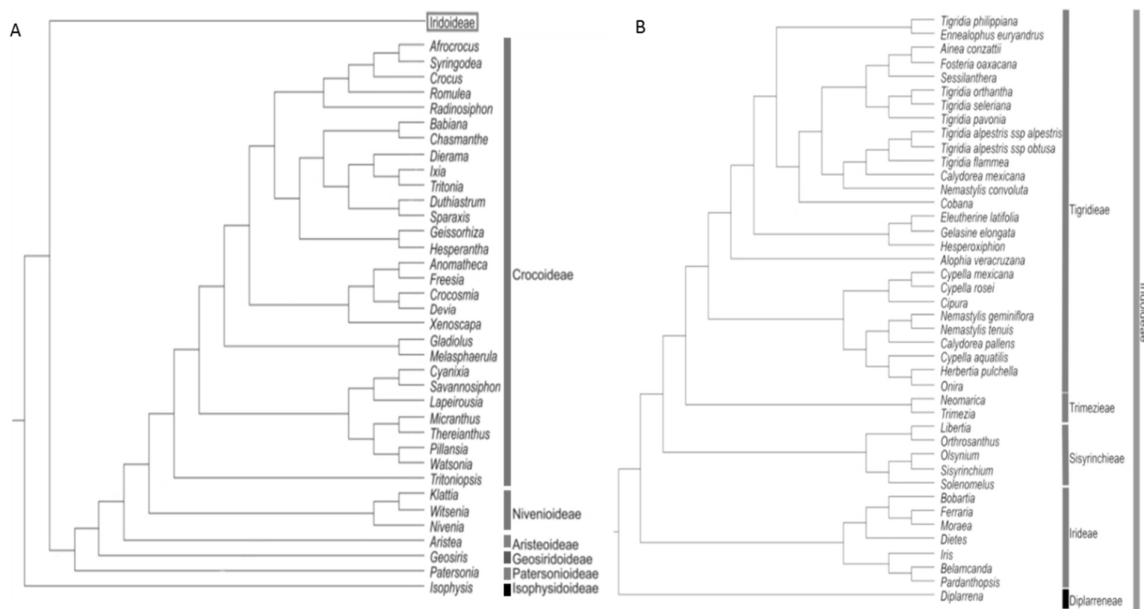 A
Iridoideae
Afrocrocus
Syringodea
Crocus
Romulea
Radinosiphon
Babiana
Chasmanthe
Dierama
Ixia
Tritonia
Duthiastrum
Sparaxis
Geissorhiza
Hesperantha
Anomatheca
Freesia
Crocosmia
Devia
Xenoscapa
Gladiolus
Melasphaerula
Cyanixia
Savannosiphon
Lapeirousia
Micranthus
Thereianthus
Pillansia
Watsonia
Tritoniopsis
Klattia
Witsenia
Nivenia
Aristea
Geosiris
Patersonia
Isophysis
Crocoideae
Nivenioideae
Aristeoideae
Geosiridoideae
Patersonioideae
Isophysidoideae
B
Tigridia philippiana
Ennealophus euryandrus
Ainea conzattii
Fosteria oaxacana
Sessilanthera
Tigridia orthantha
Tigridia seleriana
Tigridia pavonia
Tigridia alpestris ssp alpestris
Tigridia alpestris ssp obtusa
Tigridia flammea
Calydorea mexicana
Nemastylis convoluta
Cobana
Eleutherine latifolia
Gelasine elongata
Hesperoxiphion
Alophia veracruzana
Cypella mexicana
Cypella rosei
Cipura
Nemastylis geminiflora
Nemastylis tenuis
Calydorea pallens
Cypella aquatilis
Herbertia pulchella
Onira
Neomarica
Trimezia
Libertia
Orthrosanthus
Olsynium
Sisyrinchium
Solenomelus
Bobartia
Ferraria
Moraea
Dietes
Iris
Belamcanda
Pardanthopsis
Diplarrena
Tigridieae
Trimezieae
Sisyrinchieae
Irideae
Diplarreneae